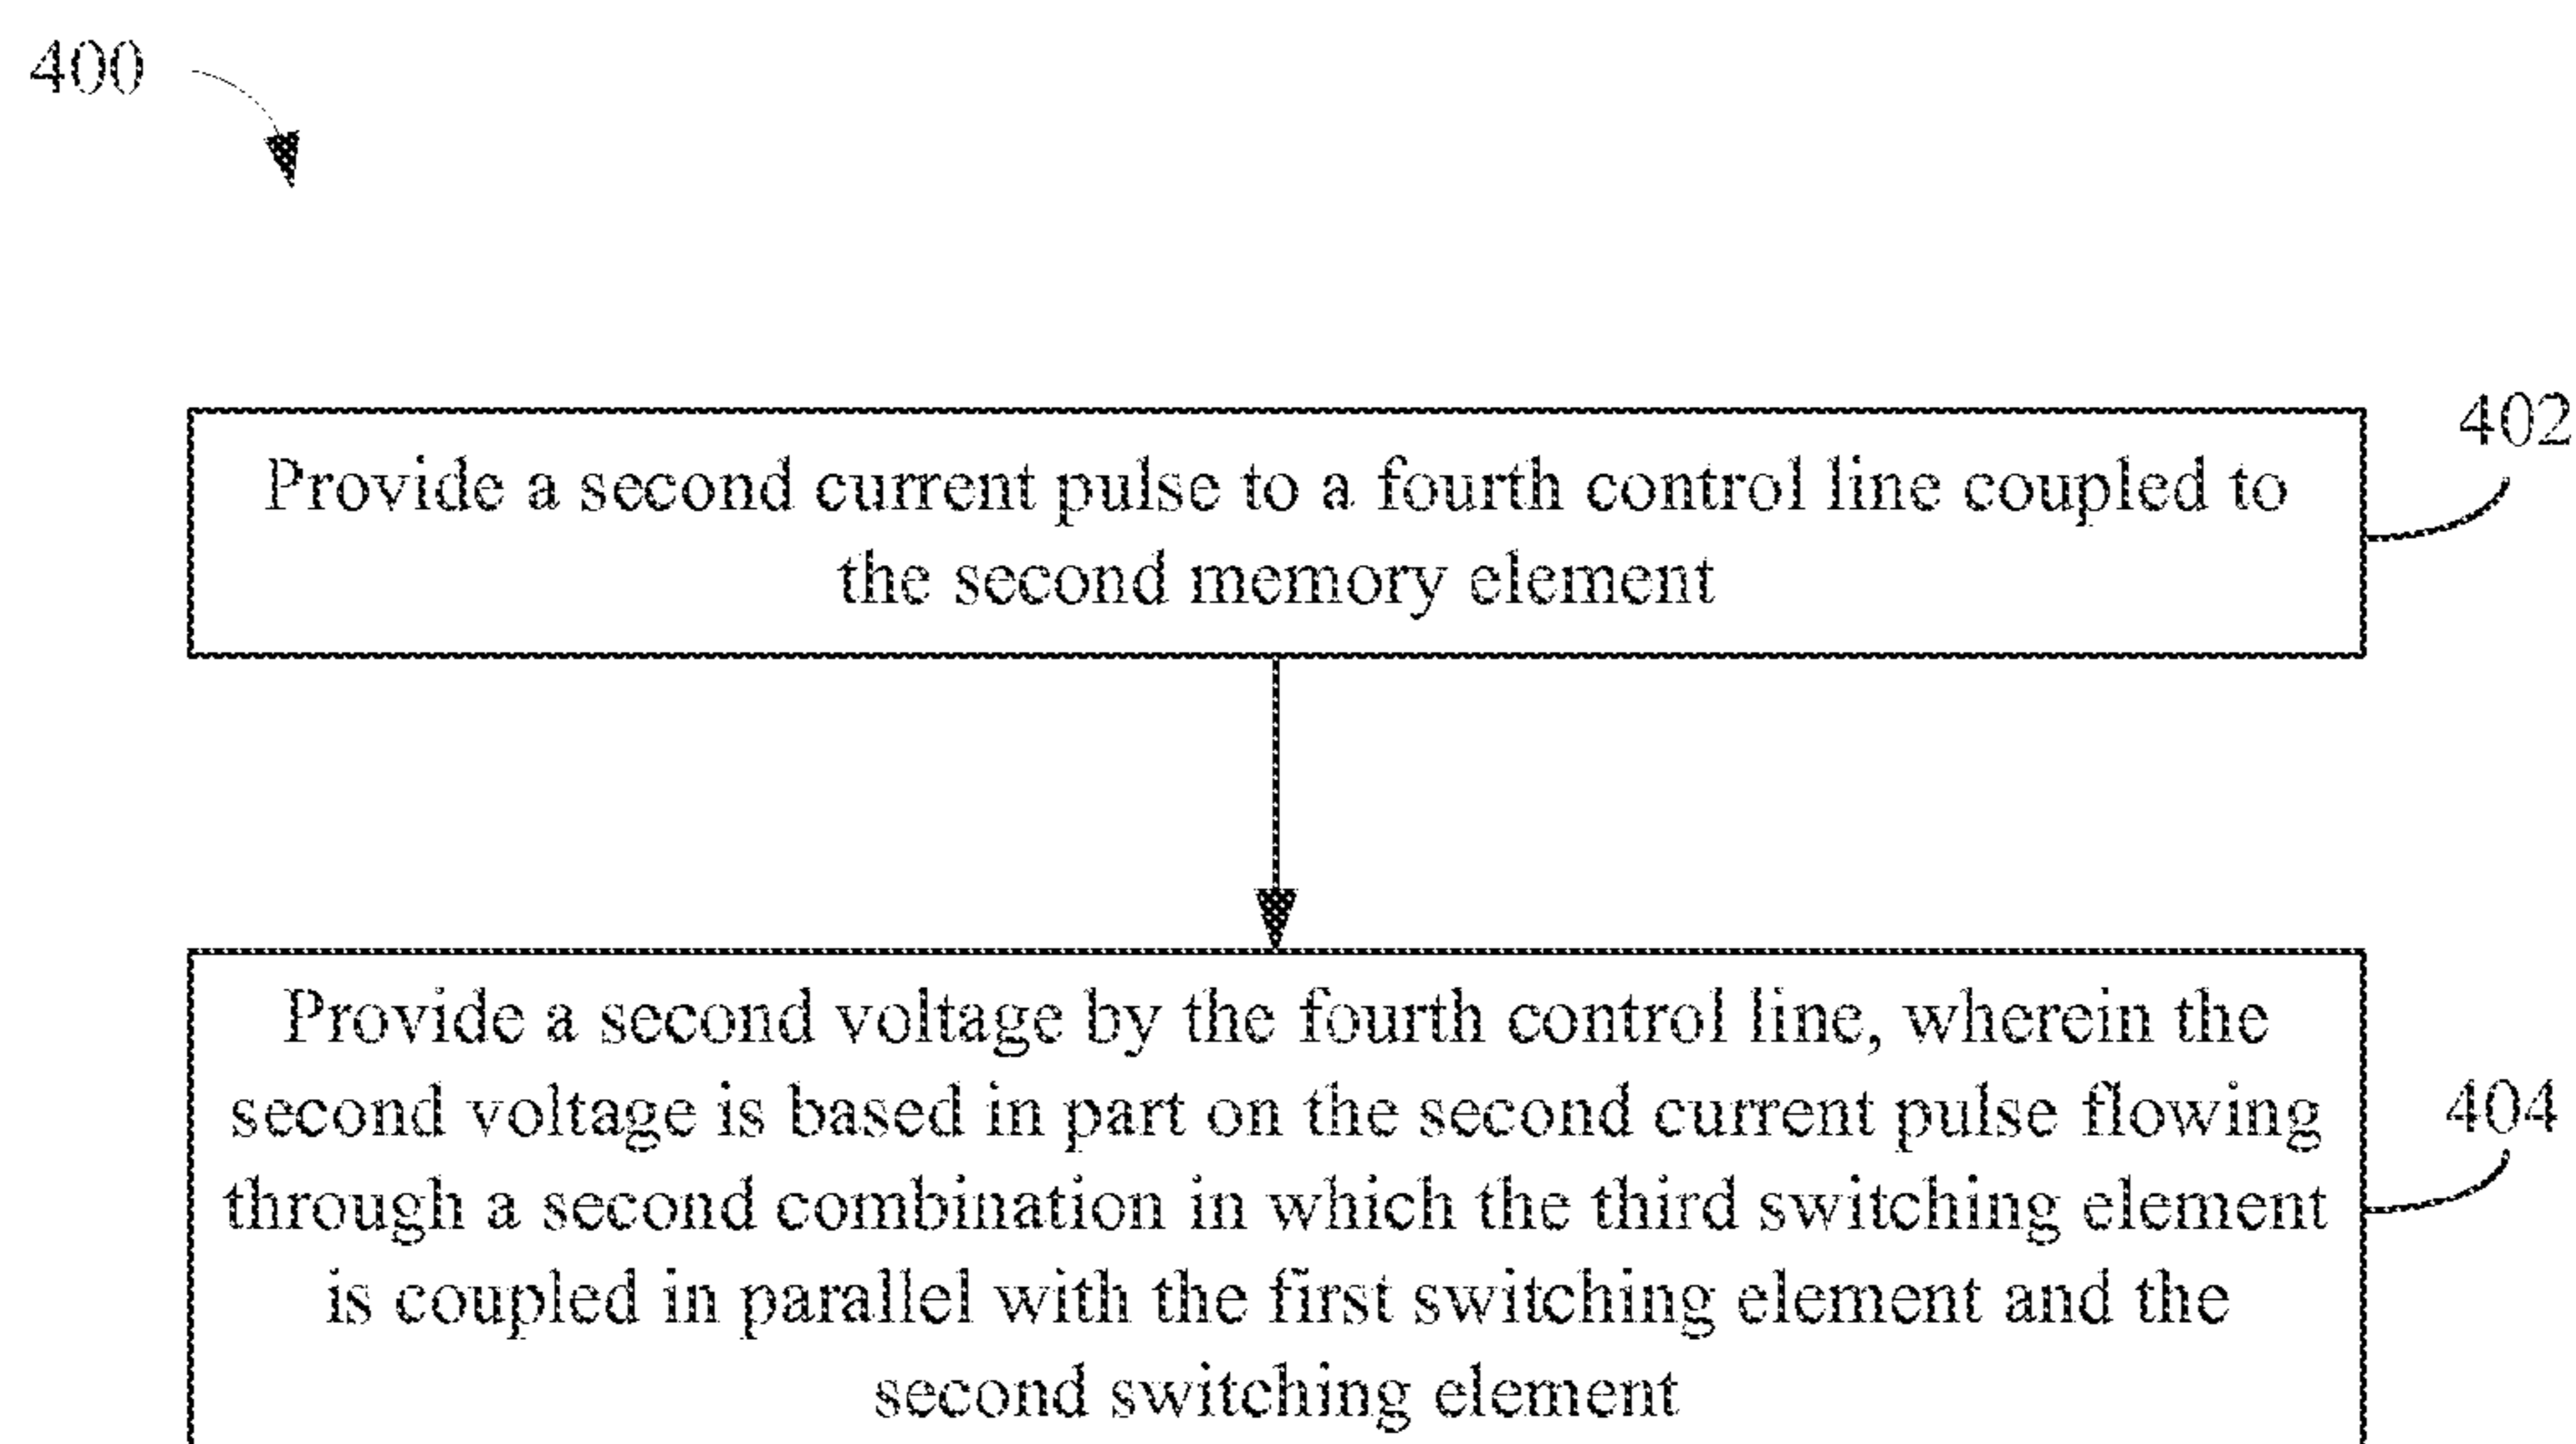 400
402
Provide a second current pulse to a fourth control line coupled to
the second memory element
Provide a second voltage by the fourth control line, wherein the
second voltage is based in part on the second current pulse flowing
404
through a second combination in which the third switching element
is coupled in parallel with the first switching element and the
second switching element